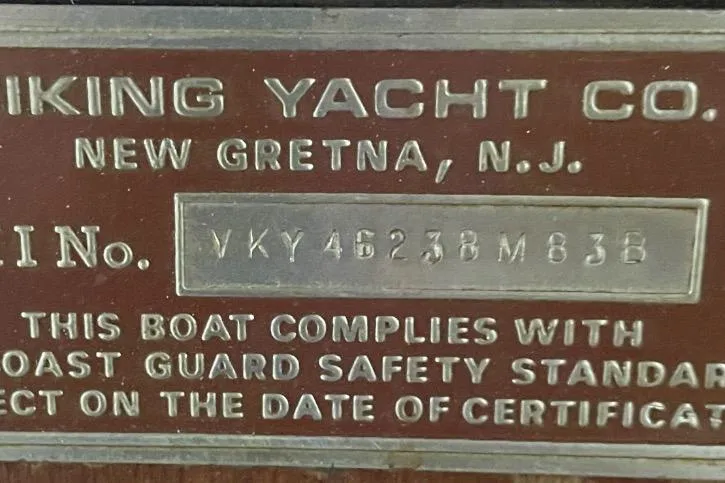 IKING YACHT CO.
NEW GRETNA, N.J.
I No. VKY46238M83B
THIS BOAT COMPLIES WITH
OAST GUARD SAFETY STANDAR
ECT ON THE DATE OF CERTIFICAT